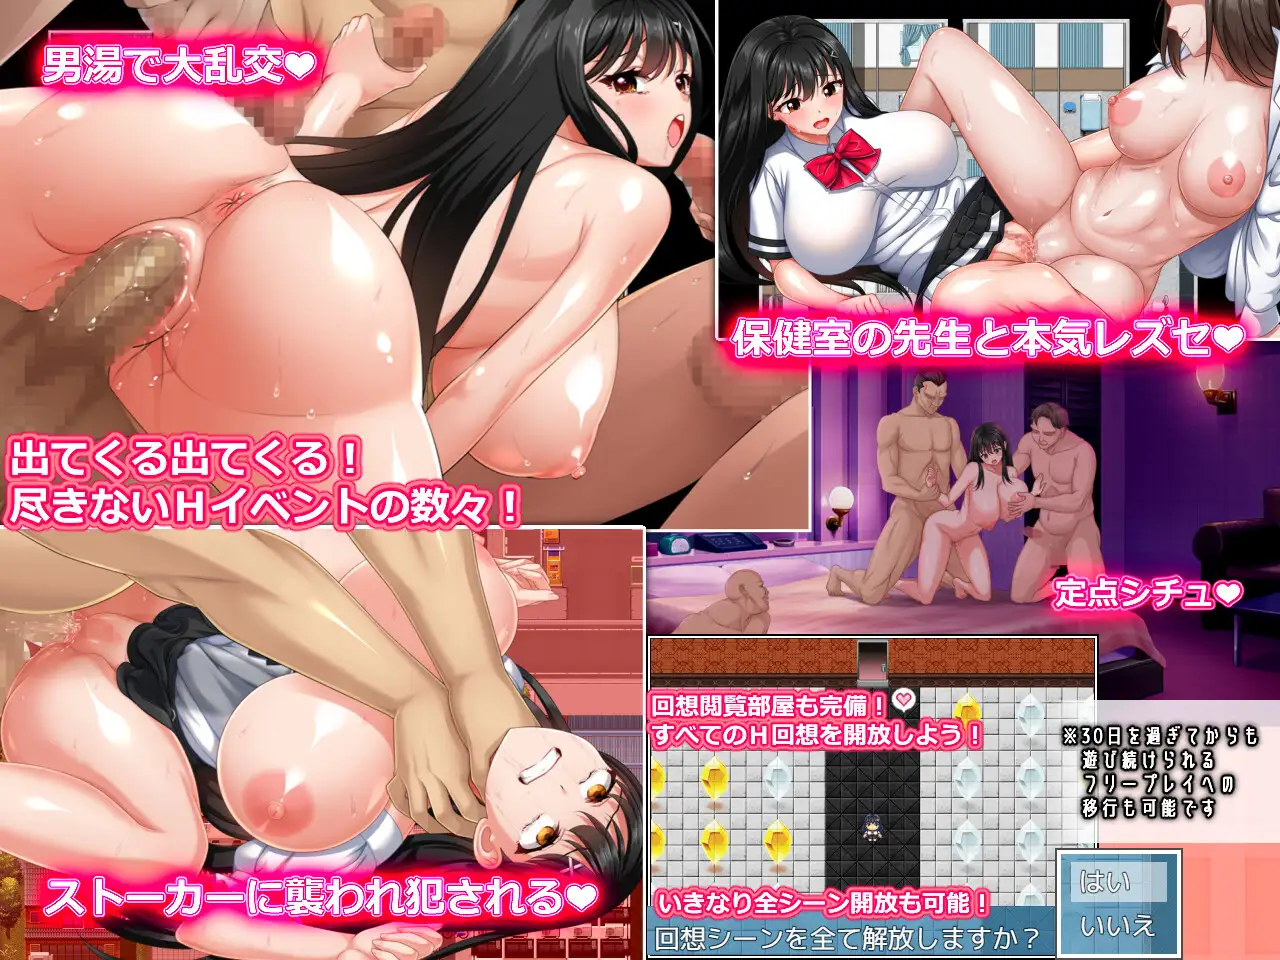 男湯で大乱交♥
保健室の先生と本気レズセ♥
出てくる出てくる！
尽きないHイベントの数々！
定点シチュ♥
ストーカーに襲われ犯される♥
回想閲覧部屋も完備！
すべてのH回想を開放しよう！
いきなり全シーン開放も可能！
回想シーンを全て解放しますか？
※30日を過ぎてからも
遊び続けられる
フリープレイへの
移行も可能です
はい
いいえ